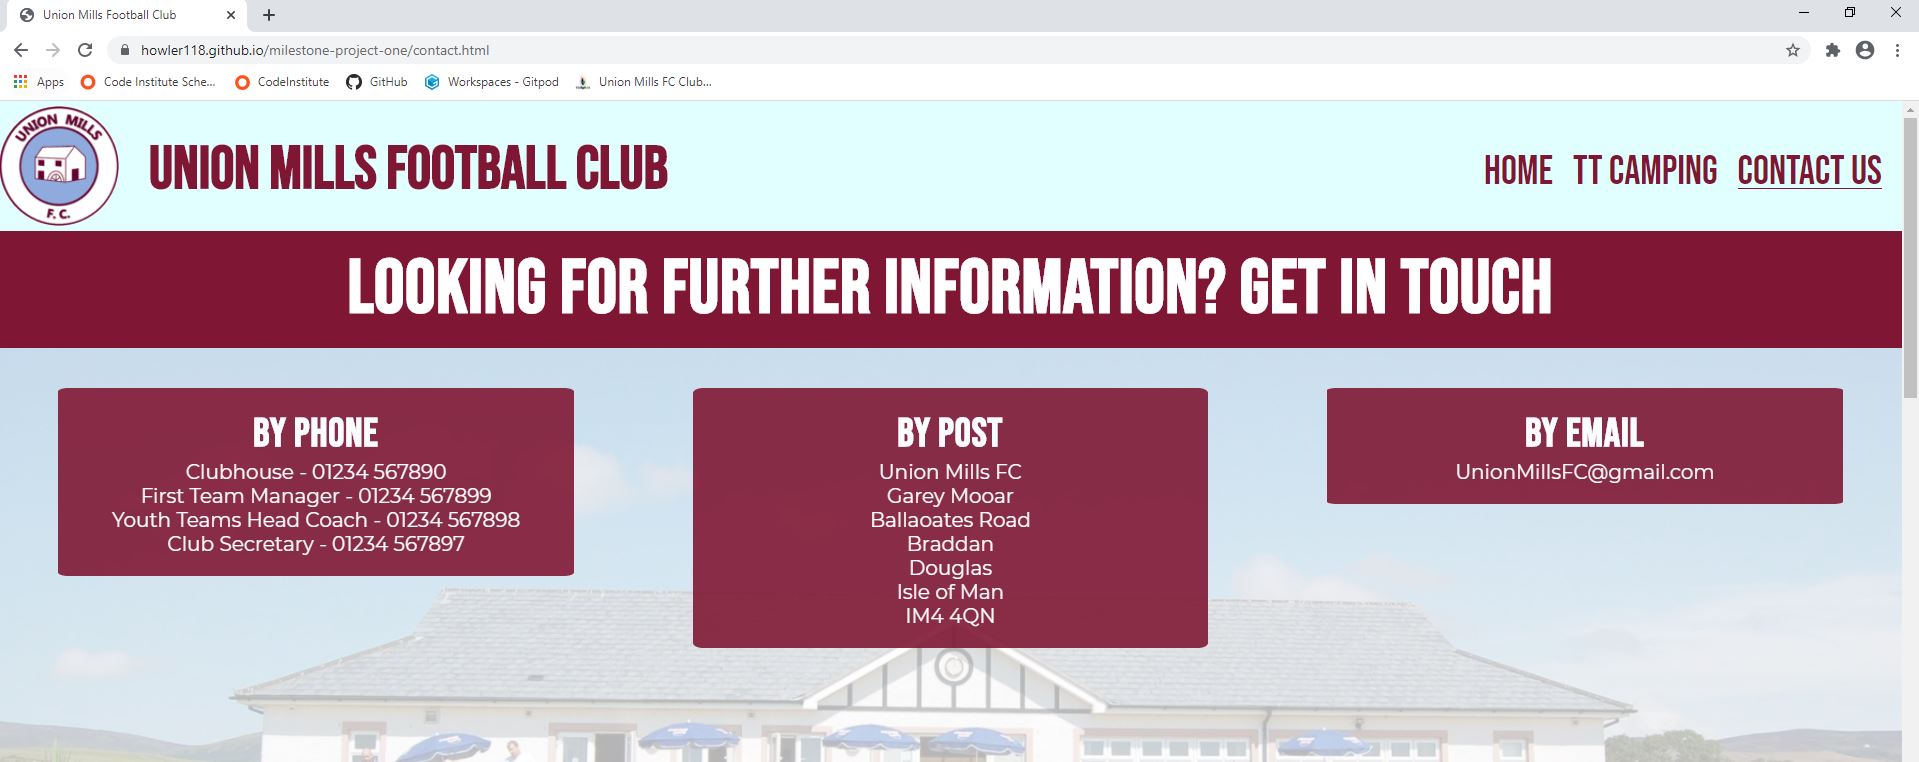 Union Mills Football Club
howler118.github.io/milestone-project-one/contact.html
Apps Code Institute Sche... CodeInstitute GitHub Workspaces - Gitpod Union Mills FC Club...
UNION MILLS
F.C.
UNION MILLS FOOTBALL CLUB
HOME TT CAMPING CONTACT US
LOOKING FOR FURTHER INFORMATION? GET IN TOUCH
BY PHONE
Clubhouse - 01234 567890
First Team Manager - 01234 567899
Youth Teams Head Coach - 01234 567898
Club Secretary - 01234 567897
BY POST
Union Mills FC
Garey Mooar
Ballaoates Road
Braddan
Douglas
Isle of Man
IM4 4QN
BY EMAIL
UnionMillsFC@gmail.com